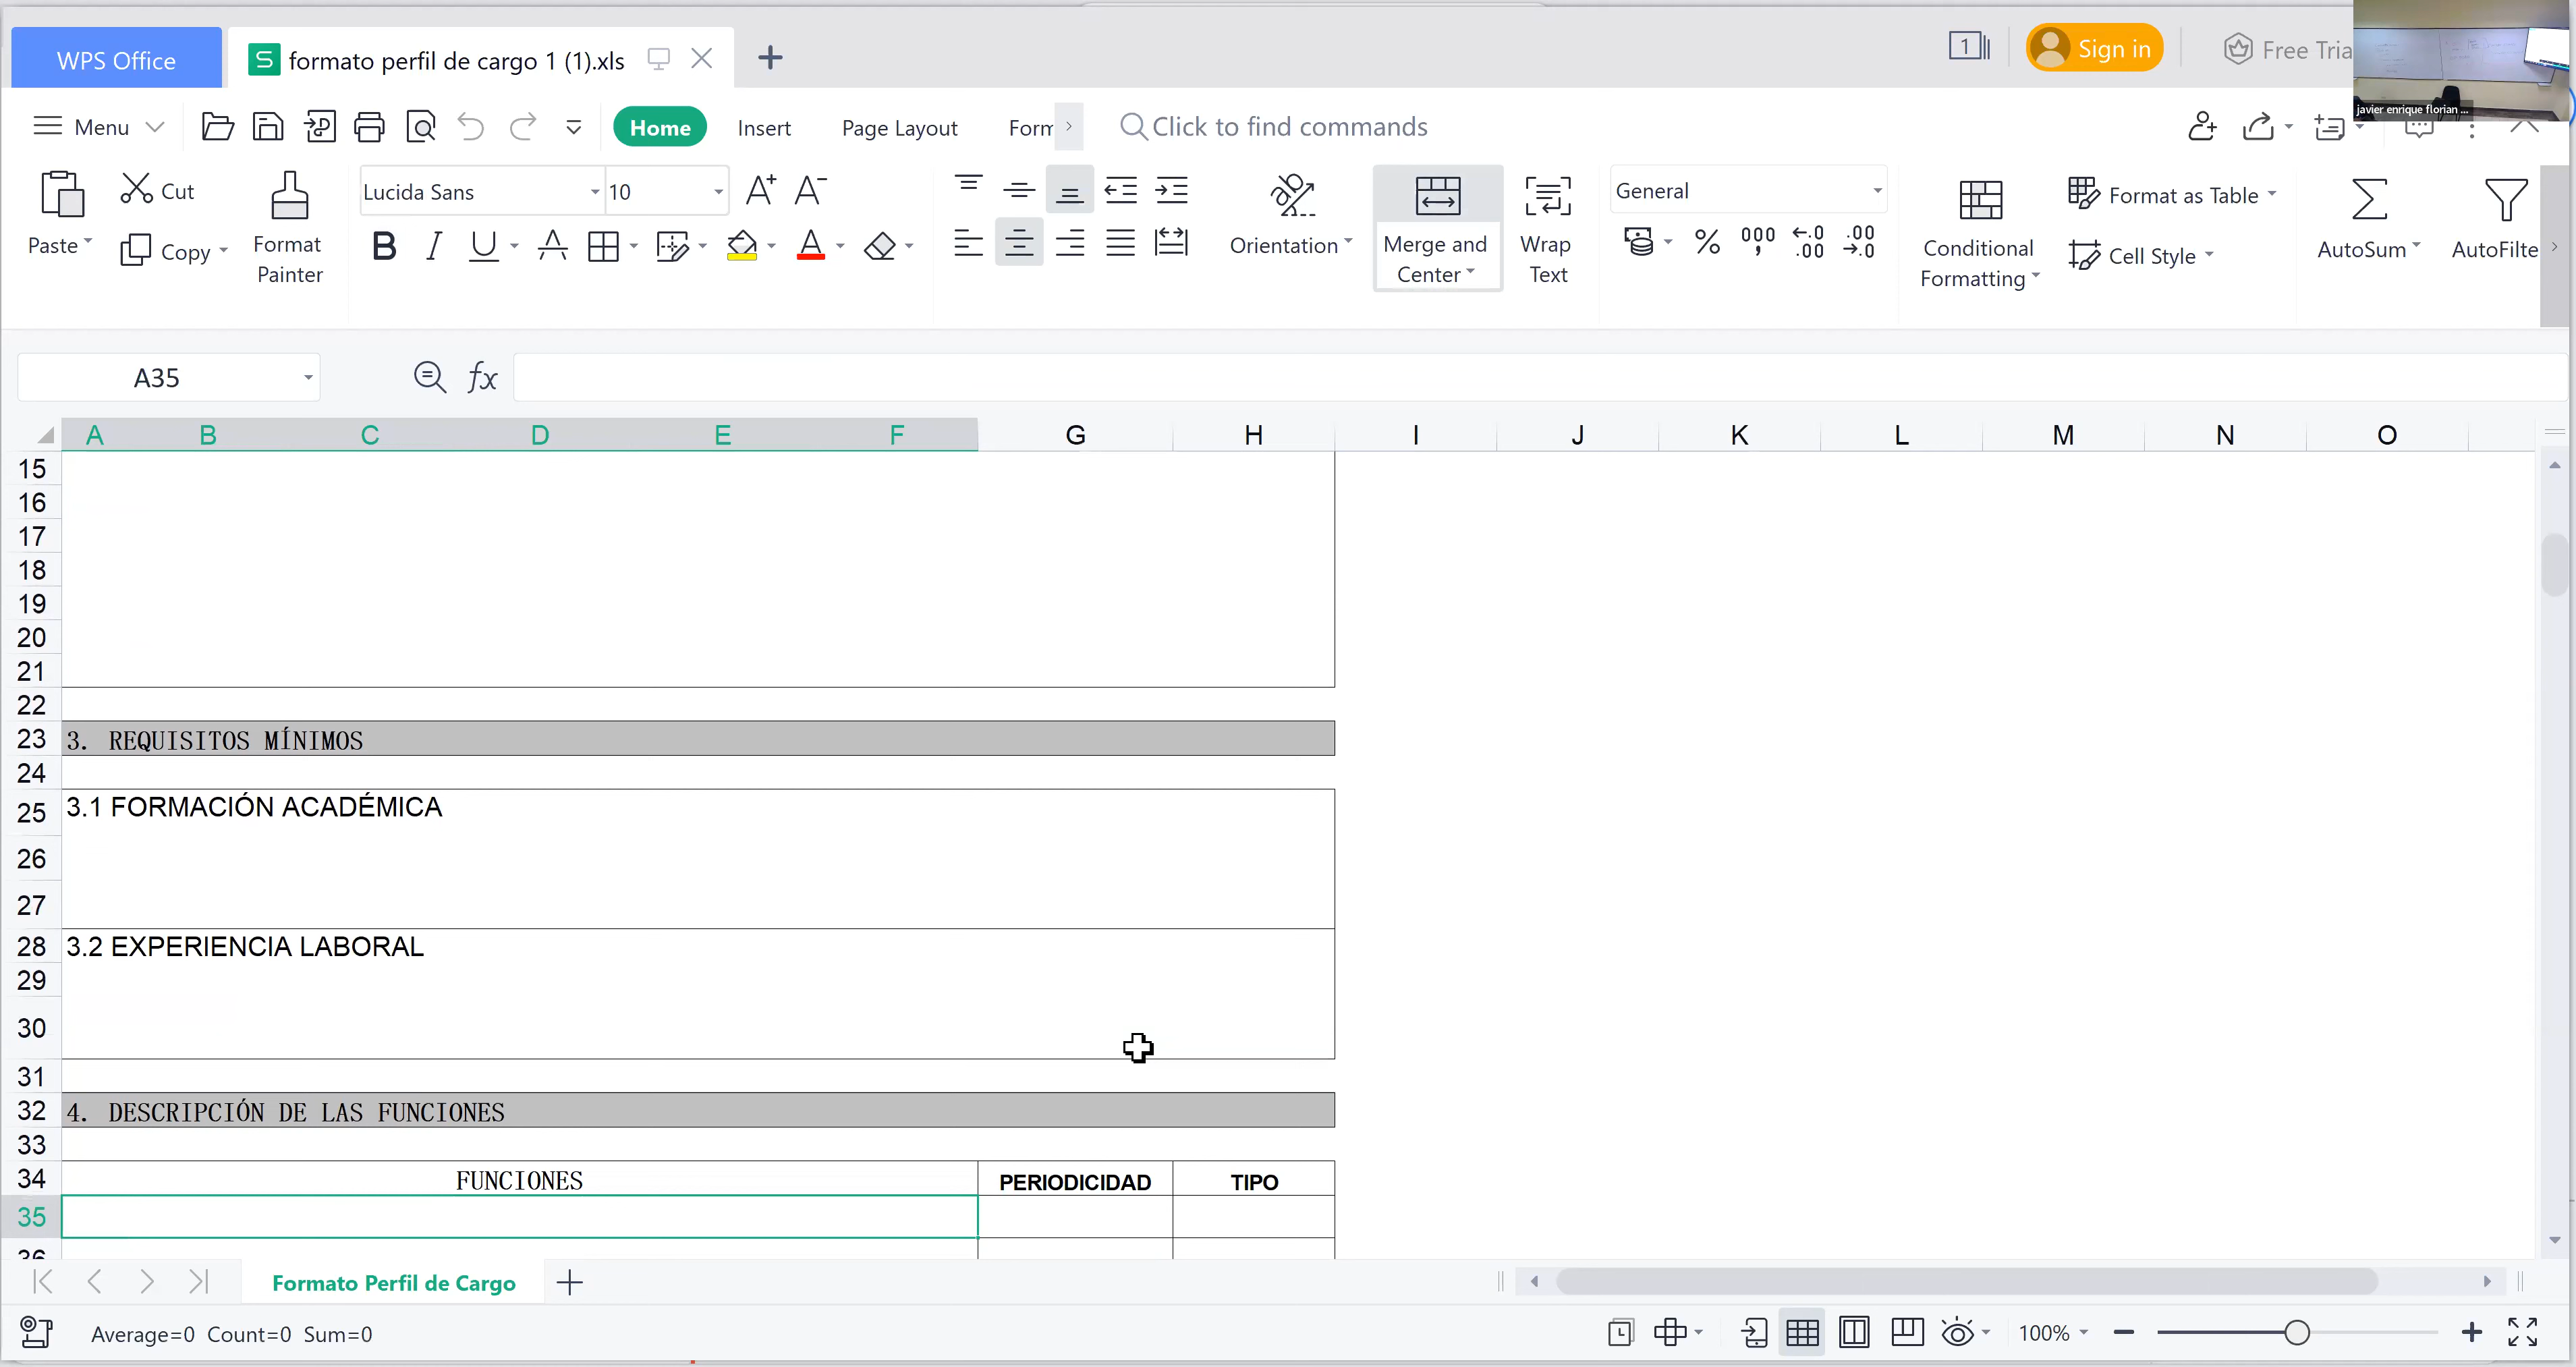 WPS Office
formato perfil de cargo 1 (1).xls
1
Sign in
Free Tria
javier enrique florian ...
Menu
Home
Insert
Page Layout
Form
Click to find commands
Paste
Cut
Copy
Format
Painter
Lucida Sans
10
Orientation
Merge and
Center
Wrap
Text
General
Conditional
Formatting
Format as Table
Cell Style
AutoSum
AutoFilte
A35
fx
A B C D E F G H I J K L M N O
15
16
17
18
19
20
21
22
23 3. REQUISITOS MÍNIMOS
24
25 3.1 FORMACIÓN ACADÉMICA
26
27
28 3.2 EXPERIENCIA LABORAL
29
30
31
32 4. DESCRIPCIÓN DE LAS FUNCIONES
33
34 FUNCIONES PERIODICIDAD TIPO
35
36
Formato Perfil de Cargo
Average=0 Count=0 Sum=0
100%